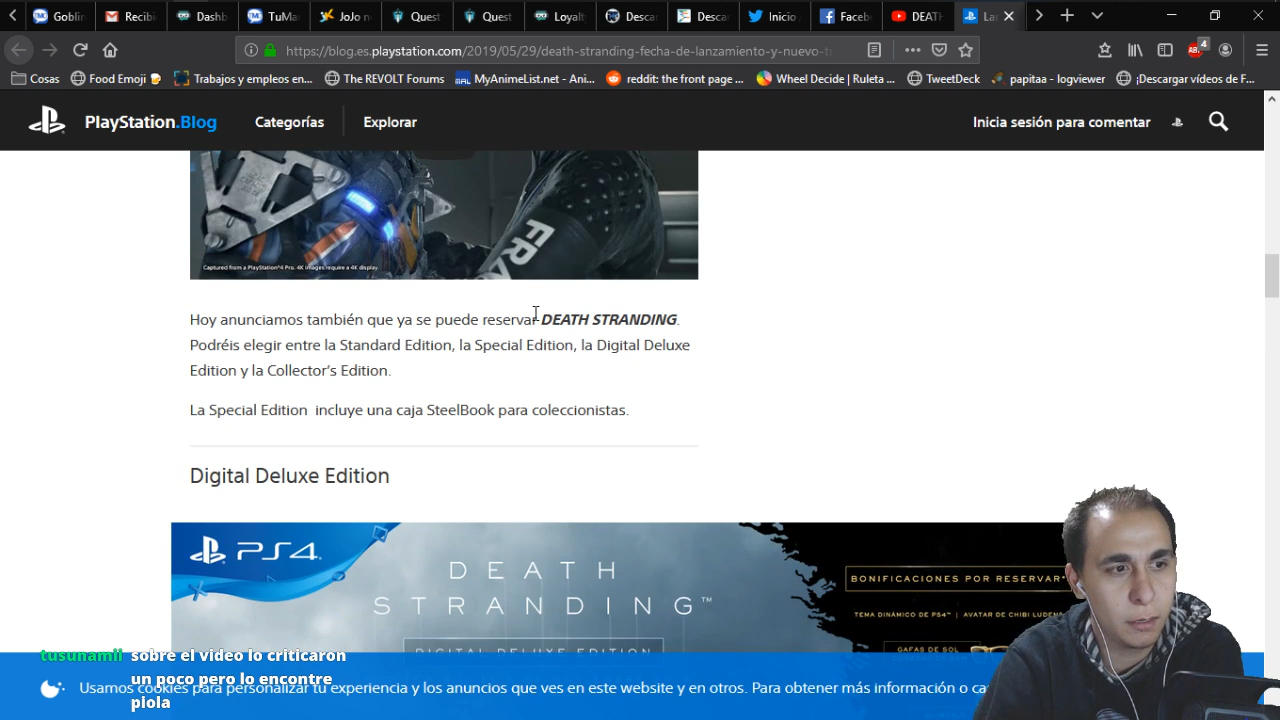 Goblin
Recibi
Dashb
TuMa
JoJo n
Quest
Quest
Loyalt
Descar
Desca
Inicio
Faceb
DEATH
La
https://blog.es.playstation.com/2019/05/29/death-stranding-fecha-de-lanzamiento-y-nuevo-
4
Cosas
Food Emoji
Trabajos y empleos en...
The REVOLT Forums
MyAnimeList.net - Ani...
reddit: the front page ...
Wheel Decide | Ruleta ...
TweetDeck
papitaa - logviewer
¡Descargar vídeos de F...
PlayStation.Blog
Categorías
Explorar
Inicia sesión para comentar
Captured from a PlayStation®4 Pro. 4K images require a 4K display.
Hoy anunciamos también que ya se puede reservar DEATH STRANDING.
Podréis elegir entre la Standard Edition, la Special Edition, la Digital Deluxe
Edition y la Collector's Edition.
La Special Edition incluye una caja SteelBook para coleccionistas.
Digital Deluxe Edition
PS4
DEATH
STRANDING™
DIGITAL DELUXE EDITION
BONIFICACIONES POR RESERVAR*
TEMA DINÁMICO DE PS4™ | AVATAR DE CHIBI LUDENS
GAFAS DE SOL
tusunamii sobre el video lo criticaron
un poco pero lo encontre
piola
Usamos cookies para personalizar tu experiencia y los anuncios que ves en este website y en otros. Para obtener más información o